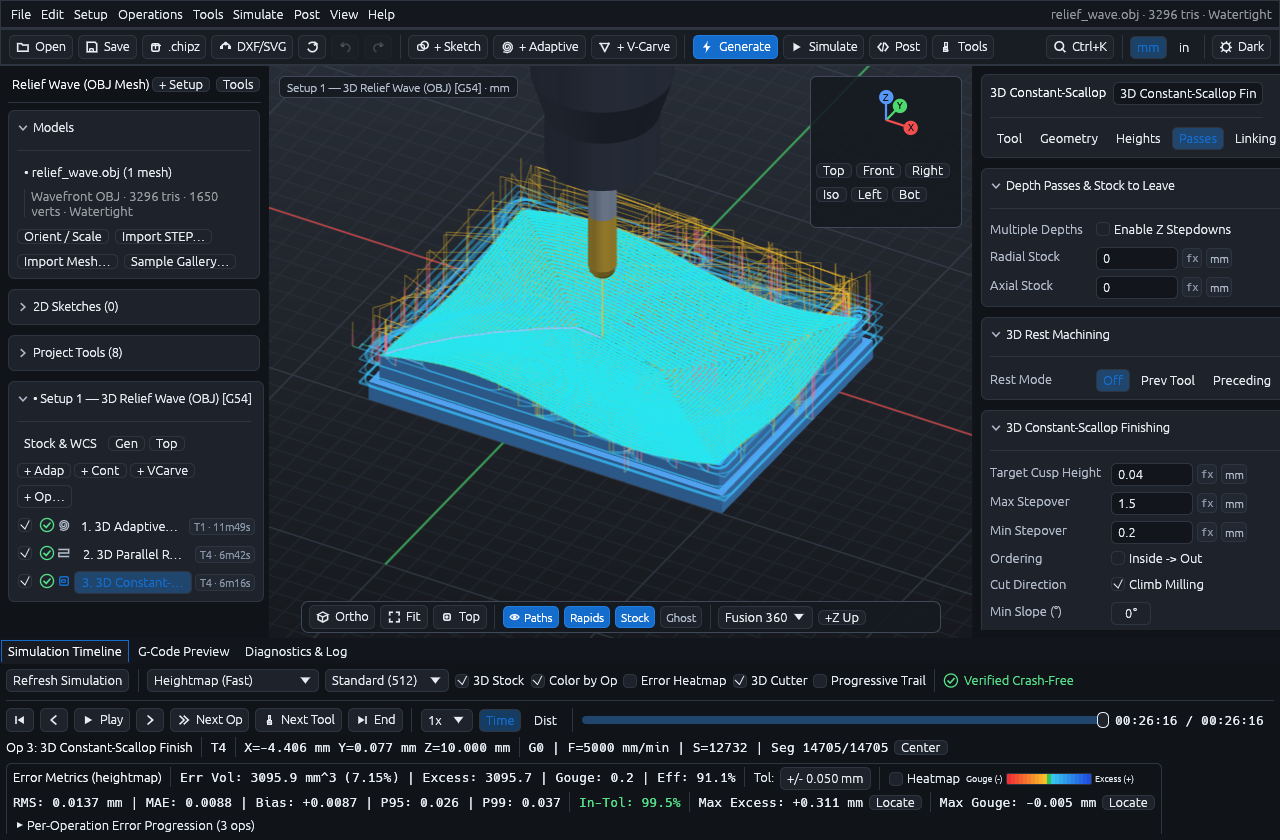 File Edit Setup Operations Tools Simulate Post View Help relief_wave.obj · 3296 tris · Watertight
Open Save .chipz DXF/SVG + Sketch + Adaptive + V-Carve Generate Simulate Post Tools Ctrl+K mm in Dark
Relief Wave (OBJ Mesh) + Setup Tools
Models
• relief_wave.obj (1 mesh)
Wavefront OBJ · 3296 tris · 1650
verts · Watertight
Orient / Scale Import STEP…
Import Mesh… Sample Gallery…
2D Sketches (0)
Project Tools (8)
• Setup 1 — 3D Relief Wave (OBJ) [G54]
Stock & WCS Gen Top
+ Adap + Cont + VCarve
+ Op…
1. 3D Adaptive… T1 · 11m49s
2. 3D Parallel R… T4 · 6m42s
3. 3D Constant-… T4 · 6m16s
Setup 1 — 3D Relief Wave (OBJ) [G54] · mm
Z
Y
X
Top Front Right
Iso Left Bot
Ortho Fit Top Paths Rapids Stock Ghost Fusion 360 +Z Up
3D Constant-Scallop 3D Constant-Scallop Fin
Tool Geometry Heights Passes Linking
Depth Passes & Stock to Leave
Multiple Depths Enable Z Stepdowns
Radial Stock 0 fx mm
Axial Stock 0 fx mm
3D Rest Machining
Rest Mode Off Prev Tool Preceding
3D Constant-Scallop Finishing
Target Cusp Height 0.04 fx mm
Max Stepover 1.5 fx mm
Min Stepover 0.2 fx mm
Ordering Inside -> Out
Cut Direction Climb Milling
Min Slope (°) 0°
Simulation Timeline G-Code Preview Diagnostics & Log
Refresh Simulation Heightmap (Fast) Standard (512) 3D Stock Color by Op Error Heatmap 3D Cutter Progressive Trail Verified Crash-Free
Play Next Op Next Tool End 1x Time Dist 00:26:16 / 00:26:16
Op 3: 3D Constant-Scallop Finish T4 X=-4.406 mm Y=0.077 mm Z=10.000 mm G0 | F=5000 mm/min | S=12732 | Seg 14705/14705 Center
Error Metrics (heightmap) Err Vol: 3095.9 mm^3 (7.15%) | Excess: 3095.7 | Gouge: 0.2 | Eff: 91.1% Tol: +/- 0.050 mm Heatmap Gouge (-) Excess (+)
RMS: 0.0137 mm | MAE: 0.0088 | Bias: +0.0087 | P95: 0.026 | P99: 0.037 In-Tol: 99.5% Max Excess: +0.311 mm Locate Max Gouge: -0.005 mm Locate
Per-Operation Error Progression (3 ops)